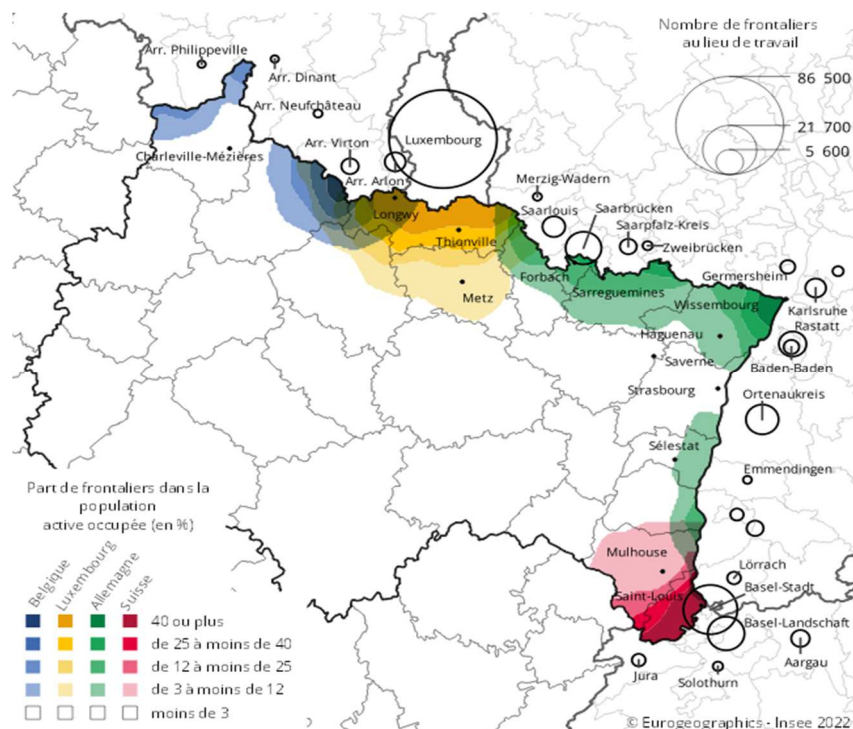 Nombre de frontaliers
au lieu de travail
86 500
21 700
5 600
Arr. Philippeville
Arr. Dinant
Arr. Neufchâteau
Charleville-Mézières
Arr. Virton
Luxembourg
Arr. Arlon
Longwy
Thionville
Metz
Merzig-Wadern
Saarlouis
Saarbrücken
Saarpfalz-Kreis
Zweibrücken
Forbach
Sarreguemines
Germersheim
Wissembourg
Karlsruhe
Rastatt
Haguenau
Saverne
Baden-Baden
Strasbourg
Ortenaukreis
Sélestat
Emmendingen
Mulhouse
Lörrach
Saint-Louis
Basel-Stadt
Basel-Landschaft
Aargau
Jura
Solothurn
Part de frontaliers dans la
population
active occupée (en %)
Belgique
Luxembourg
Allemagne
Suisse
40 ou plus
de 25 à moins de 40
de 12 à moins de 25
de 3 à moins de 12
moins de 3
© Eurogeographics - Insee 2022